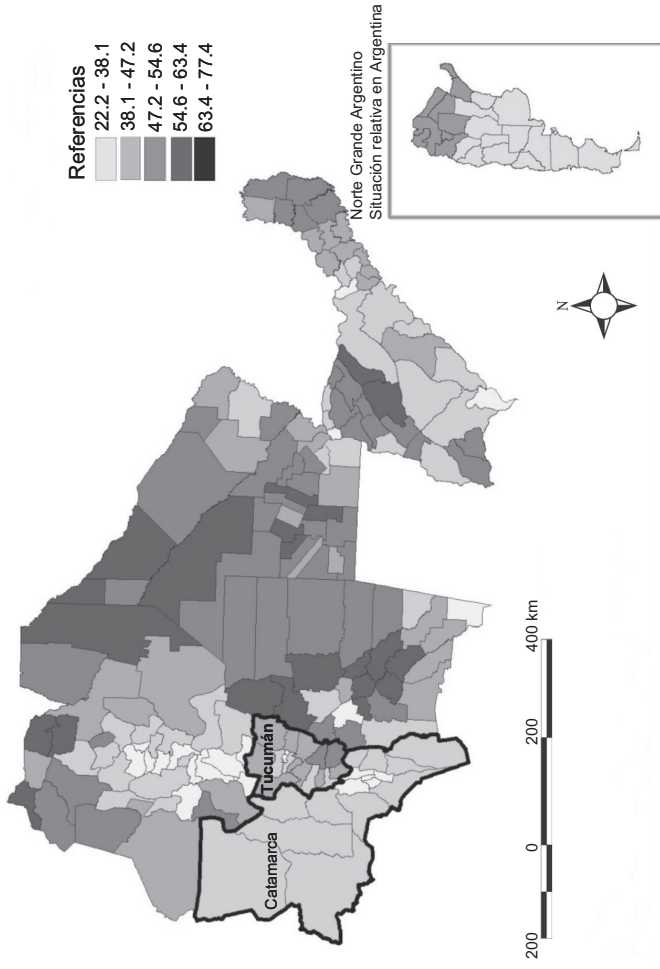 Referencias
22.2 - 38.1
38.1 - 47.2
47.2 - 54.6
54.6 - 63.4
63.4 - 77.4
Norte Grande Argentino
Situación relativa en Argentina
N
Tucumán
Catamarca
200
0
200
400 km